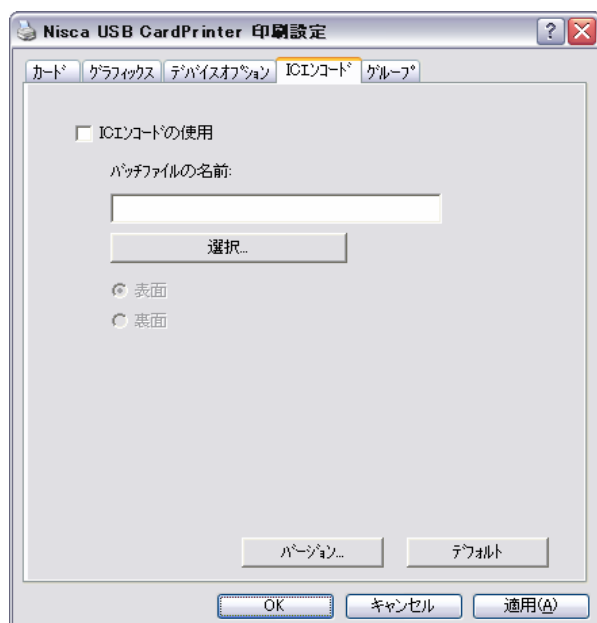 Nisca USB CardPrinter 印刷設定
カード グラフィックス デバイスオプション ICエンコード グループ
ICエンコードの使用
バッチファイルの名前:
選択...
表面
裏面
バージョン... デフォルト
OK キャンセル 適用(A)